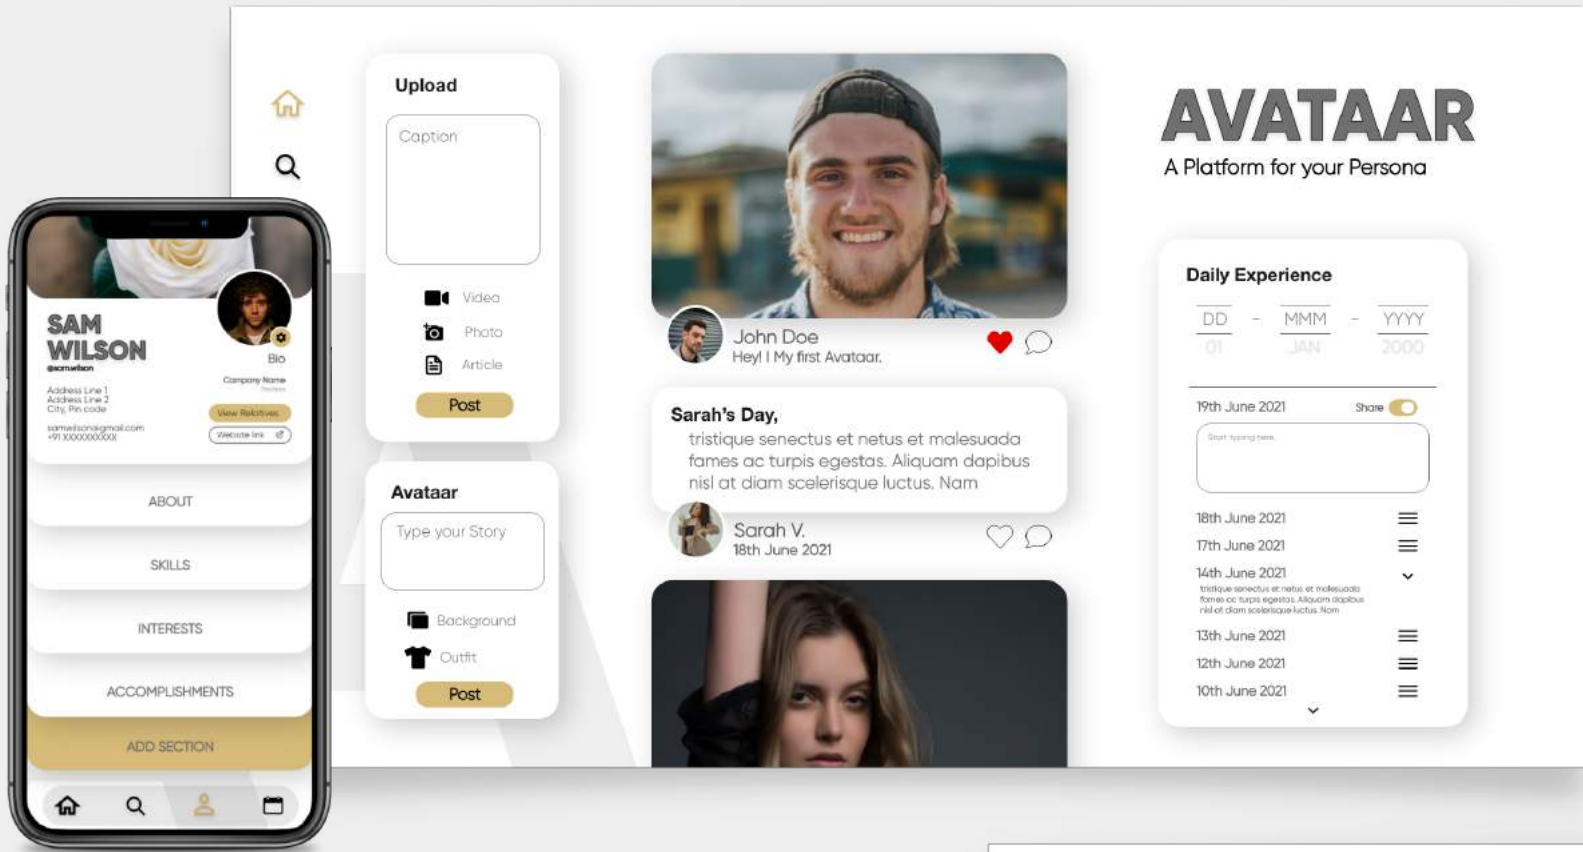 Upload
Caption
Video
Photo
Article
Post
Avataar
Type your Story
Background
Outfit
Post
John Doe
Hey! I My first Avataar.
Sarah's Day,
tristique senectus et netus et malesuada
fames ac turpis egestas. Aliquam dapibus
nisl at diam scelerisque luctus. Nam
Sarah V.
18th June 2021
AVATAAR
A Platform for your Persona
Daily Experience
DD - MMM - YYYY
01 JAN 2000
19th June 2021 Share
Start typing here.
18th June 2021
17th June 2021
14th June 2021
tristique senectus et netus et malesuada
fames ac turpis egestas. Aliquam dapibus
nisl at diam scelerisque luctus. Nam
13th June 2021
12th June 2021
10th June 2021
SAM
WILSON
@samwilson
Bio
Company Name
Address Line 1
Address Line 2
City, Pin code
View Relatives
samwilson@gmail.com
+91 XXXXXXXXXX
Website link
ABOUT
SKILLS
INTERESTS
ACCOMPLISHMENTS
ADD SECTION